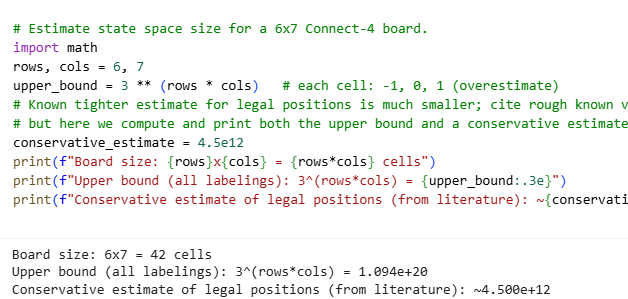 # Estimate state space size for a 6x7 Connect-4 board.
import math
rows, cols = 6, 7
upper_bound = 3 ** (rows * cols)   # each cell: -1, 0, 1 (overestimate)
# Known tighter estimate for legal positions is much smaller; cite rough known
# but here we compute and print both the upper bound and a conservative estimate
conservative_estimate = 4.5e12
print(f"Board size: {rows}x{cols} = {rows*cols} cells")
print(f"Upper bound (all labelings): 3^(rows*cols) = {upper_bound:.3e}")
print(f"Conservative estimate of legal positions (from literature): ~{conservati
Board size: 6x7 = 42 cells
Upper bound (all labelings): 3^(rows*cols) = 1.094e+20
Conservative estimate of legal positions (from literature): ~4.500e+12